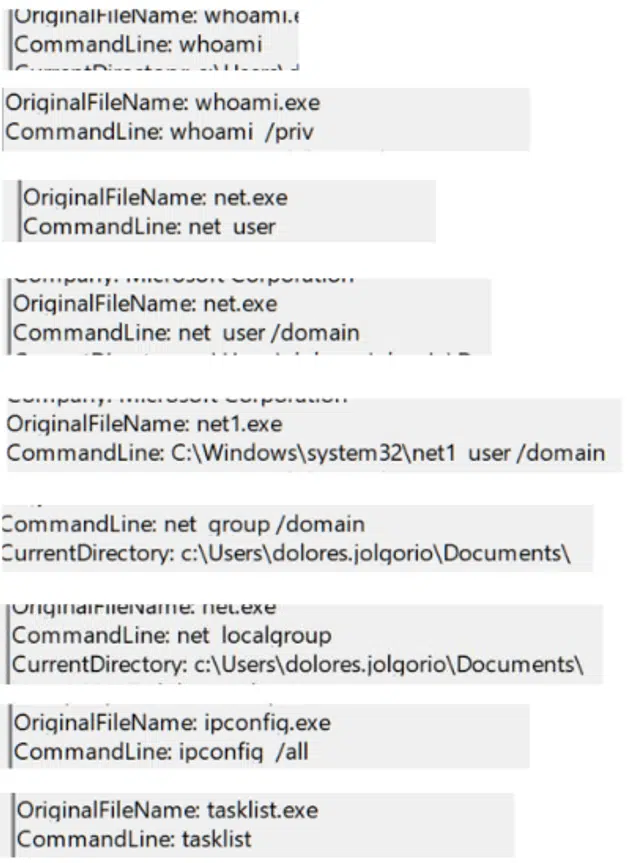 OriginalFileName: whoami.e
CommandLine: whoami
CurrentDirectory: c:\Users\d
OriginalFileName: whoami.exe
CommandLine: whoami /priv
OriginalFileName: net.exe
CommandLine: net user
Company: Microsoft Corporation
OriginalFileName: net.exe
CommandLine: net user /domain
OriginalFileName: net1.exe
Company: Microsoft Corporation
CommandLine: C:\Windows\system32\net1 user /domain
CommandLine: net group /domain
CurrentDirectory: c:\Users\dolores.jolgorio\Documents\
OriginalFileName: net.exe
CommandLine: net localgroup
CurrentDirectory: c:\Users\dolores.jolgorio\Documents\
OriginalFileName: ipconfig.exe
CommandLine: ipconfig /all
OriginalFileName: tasklist.exe
CommandLine: tasklist